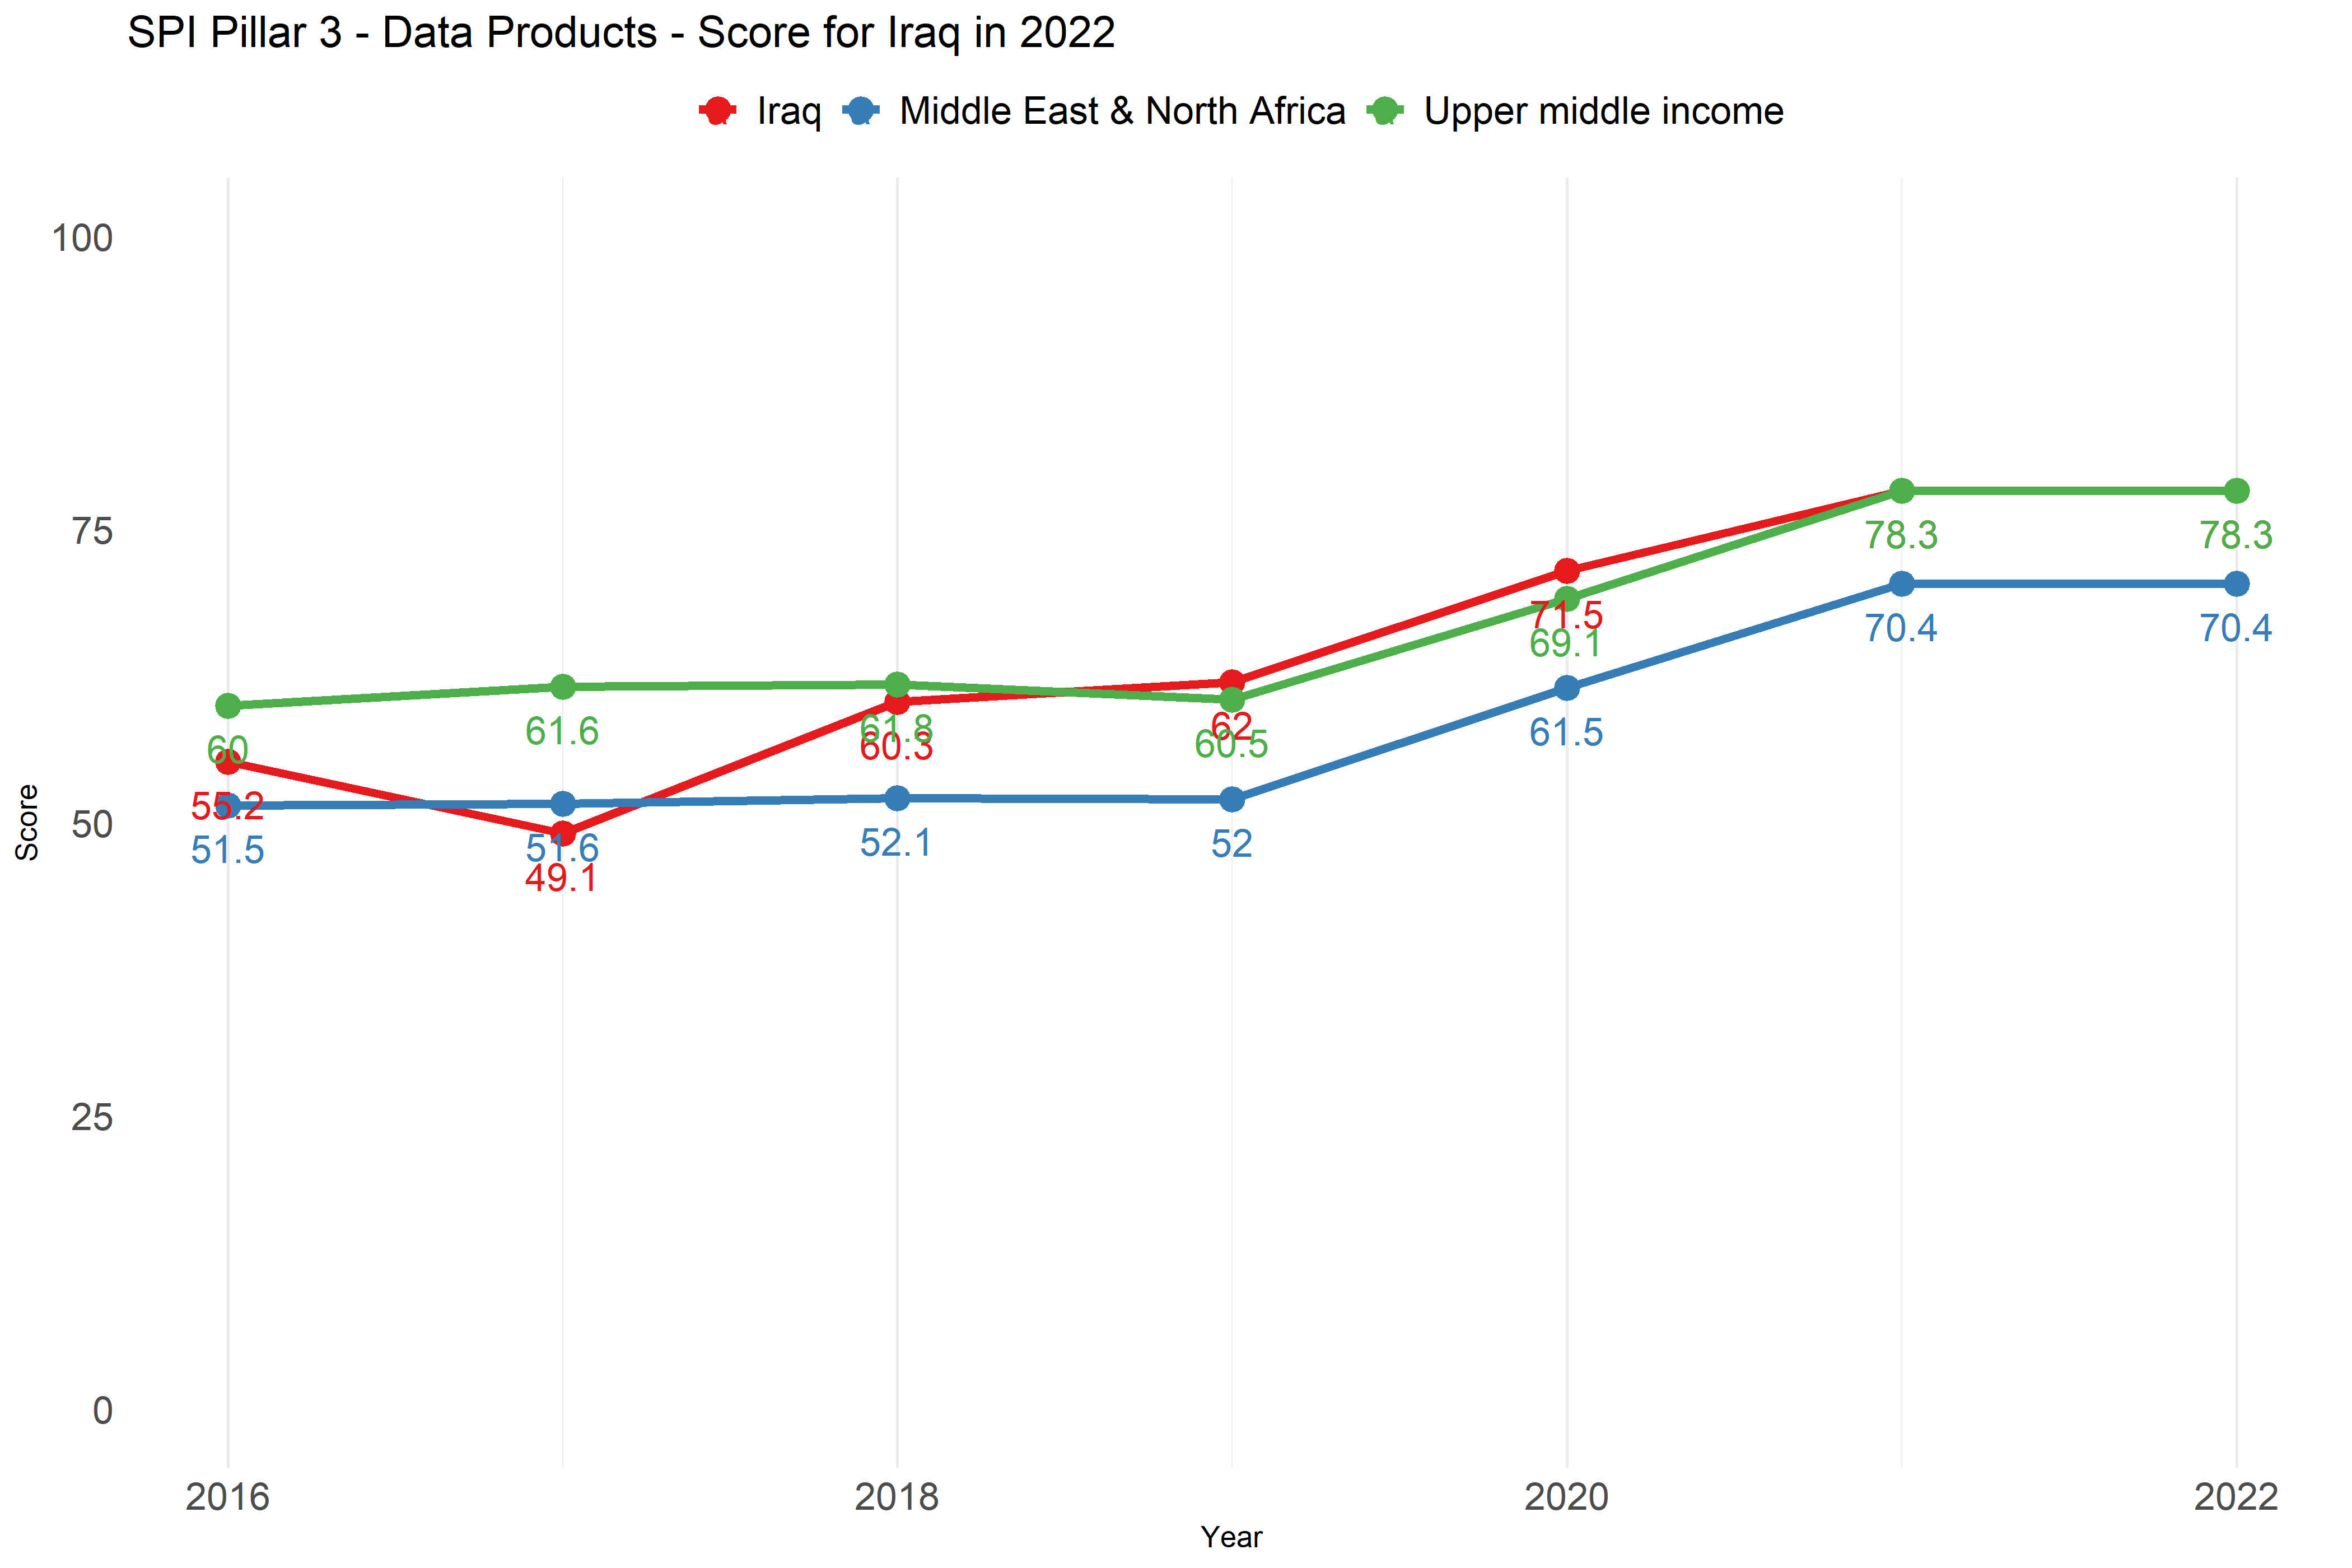 SPI Pillar 3 - Data Products - Score for Iraq in 2022
Iraq Middle East & North Africa Upper middle income
100
75
50
25
0
Score
78.3 78.3
71.5
69.1
70.4 70.4
61.6 61.8 62 61.5
60 60.3 60.5
55.2
51.5 51.6 52.1 52
49.1
2016 2018 2020 2022
Year